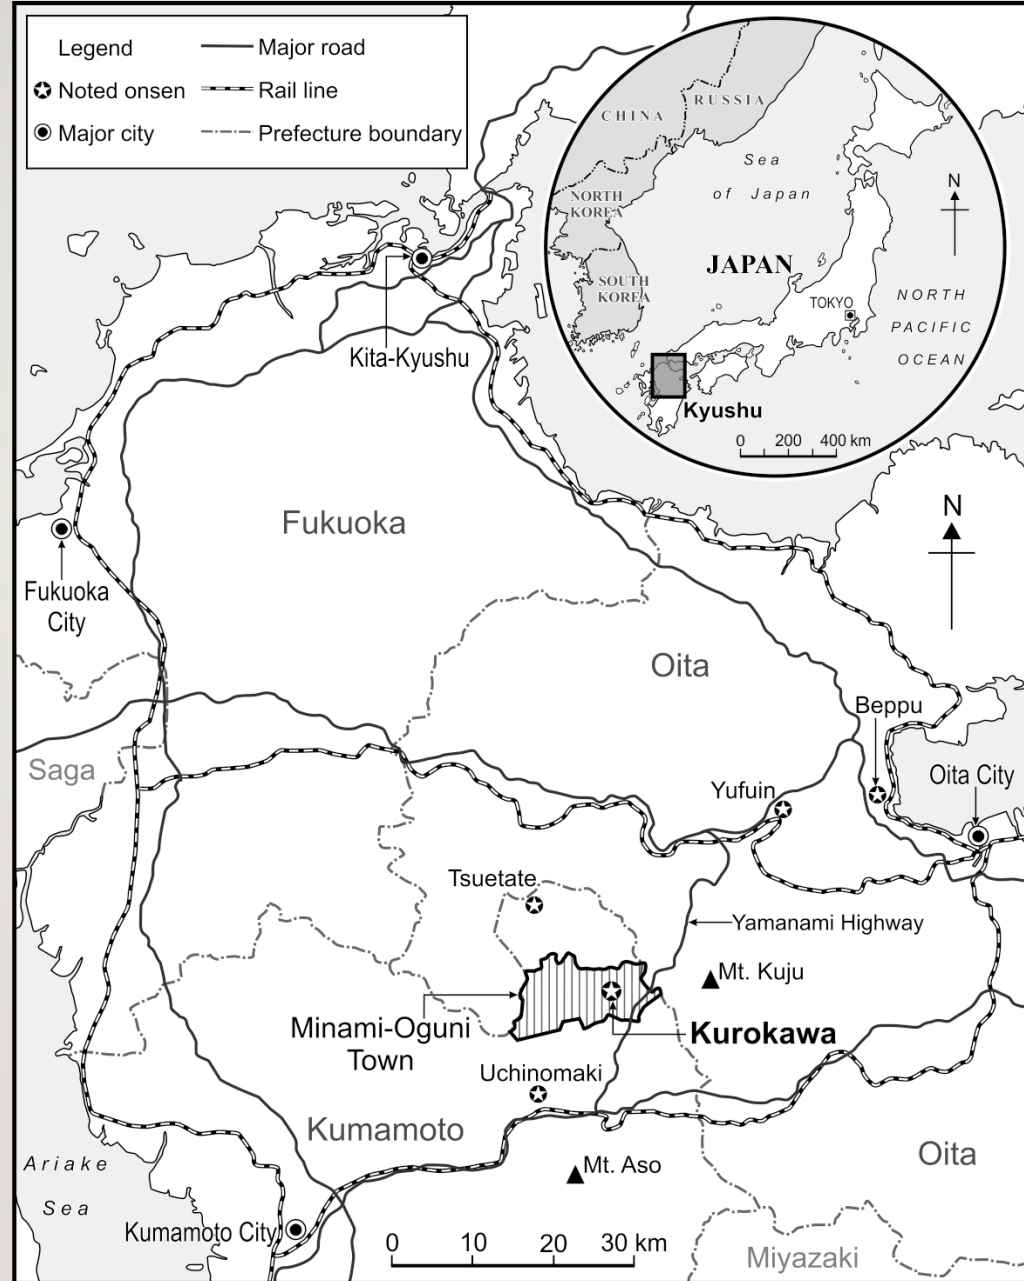 Legend
Major road
Noted onsen
Rail line
Major city
Prefecture boundary
CHINA
RUSSIA
Sea
of Japan
N
NORTH
KOREA
JAPAN
SOUTH
KOREA
TOKYO
NORTH
PACIFIC
OCEAN
Kyushu
0 200 400 km
Kita-Kyushu
Fukuoka
N
Fukuoka
City
Oita
Beppu
Saga
Oita City
Yufuin
Tsuetate
Yamanami Highway
Mt. Kuju
Minami-Oguni
Town
Kurokawa
Uchinomaki
Kumamoto
Oita
Ariake
Sea
Mt. Aso
Kumamoto City
0 10 20 30 km
Miyazaki